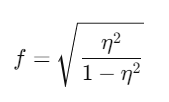 f = √(η² / (1 − η²))